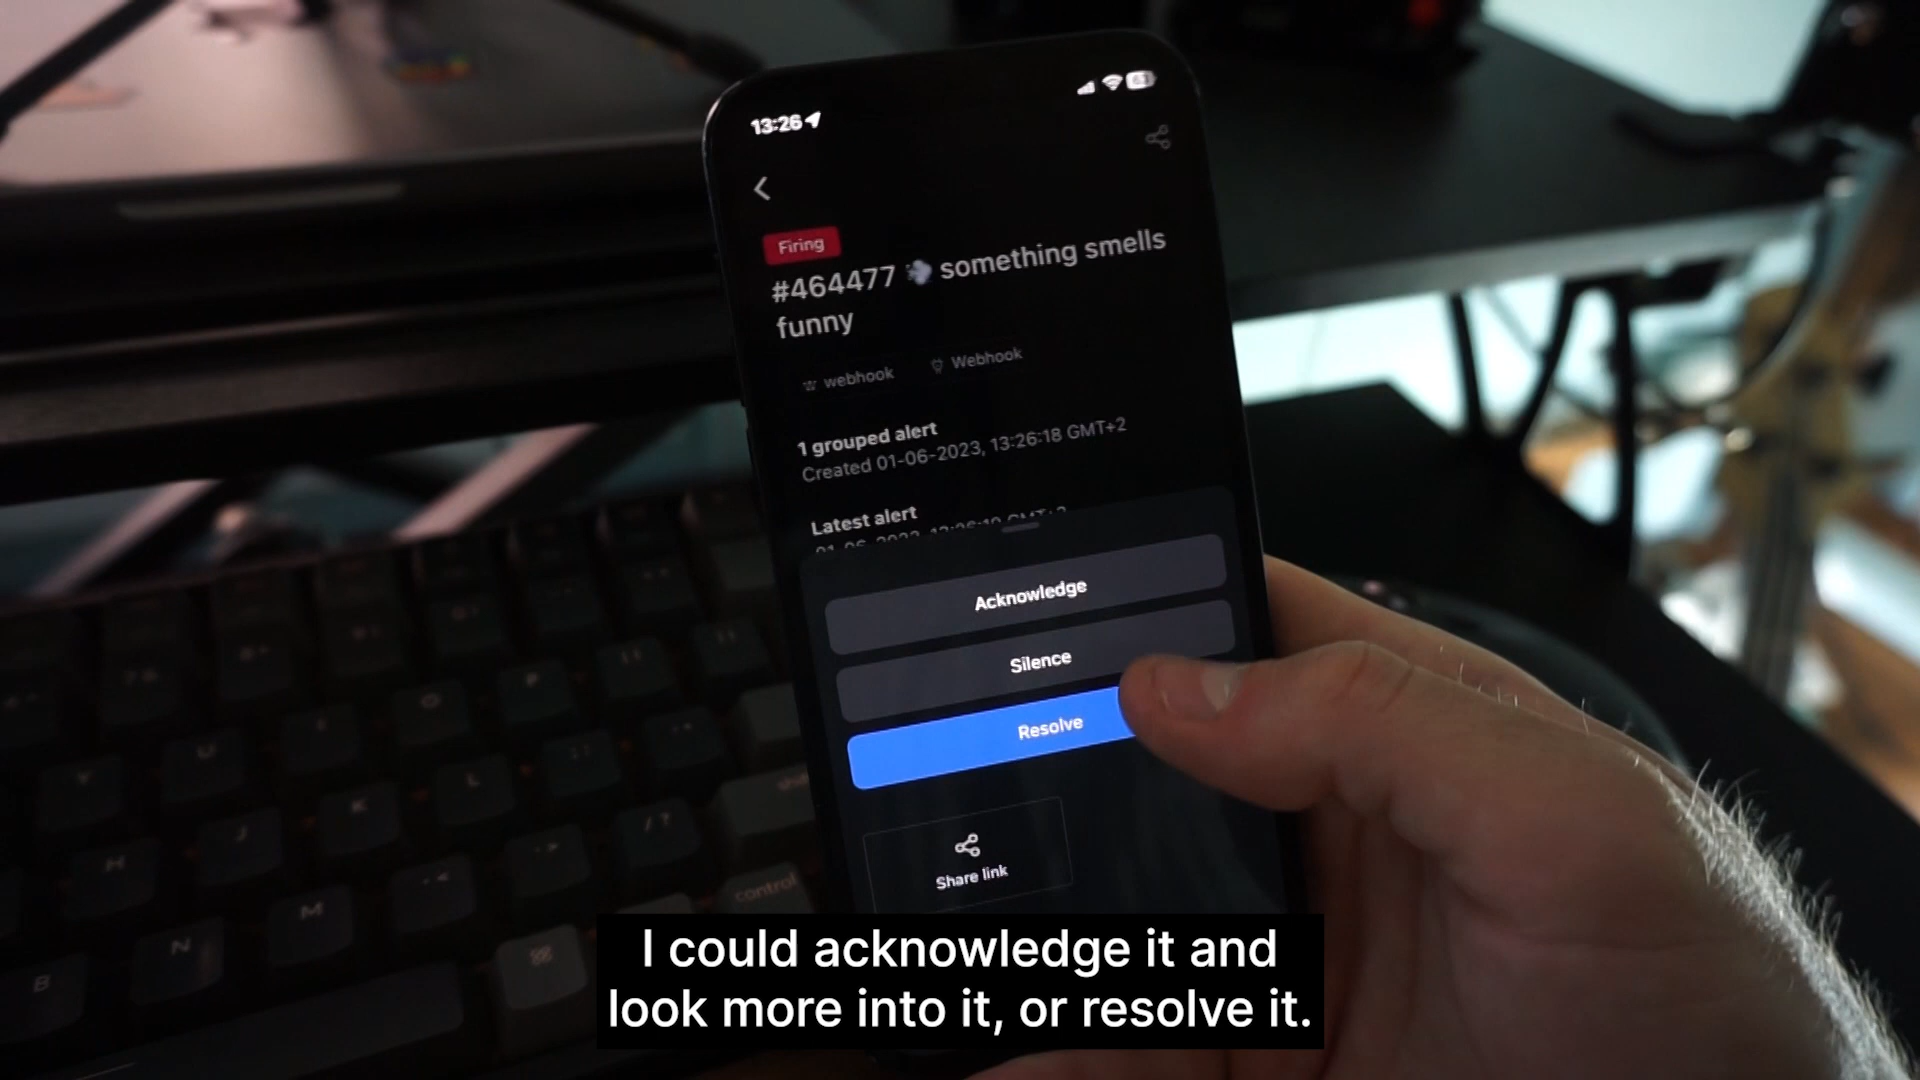 13:26
Firing
#464477 💨 something smells
funny
webhook
Webhook
1 grouped alert
Created 01-06-2023, 13:26:18 GMT+2
Latest alert
Acknowledge
Silence
Resolve
Share link
P
O
L
U
Y
K
J
H
M
N
B
control
I could acknowledge it and
look more into it, or resolve it.